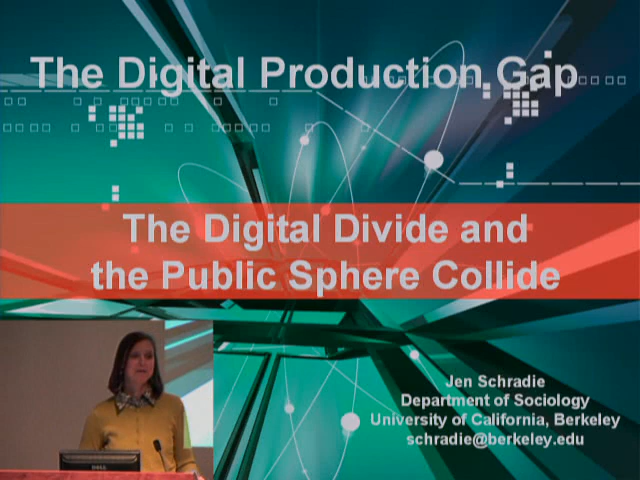 The Digital Production Gap
The Digital Divide and
the Public Sphere Collide
Jen Schradie
Department of Sociology
University of California, Berkeley
schradie@berkeley.edu
DELL